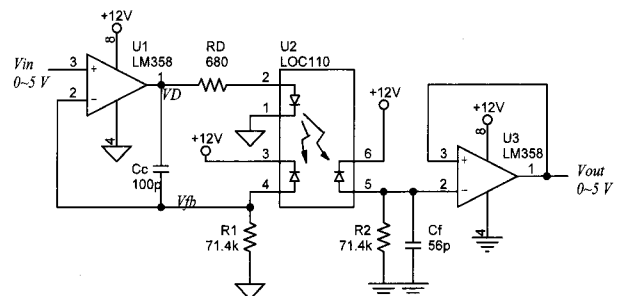 +12V
8
U1
LM358
Vin
0~5 V
3
+
2
−
1
VD
4
RD
680
U2
LOC110
2
1
+12V
3
4
6
5
+12V
Cc
100p
Vfb
R1
71.4k
R2
71.4k
Cf
56p
+12V
8
U3
LM358
3
+
2
−
1
4
Vout
0~5 V